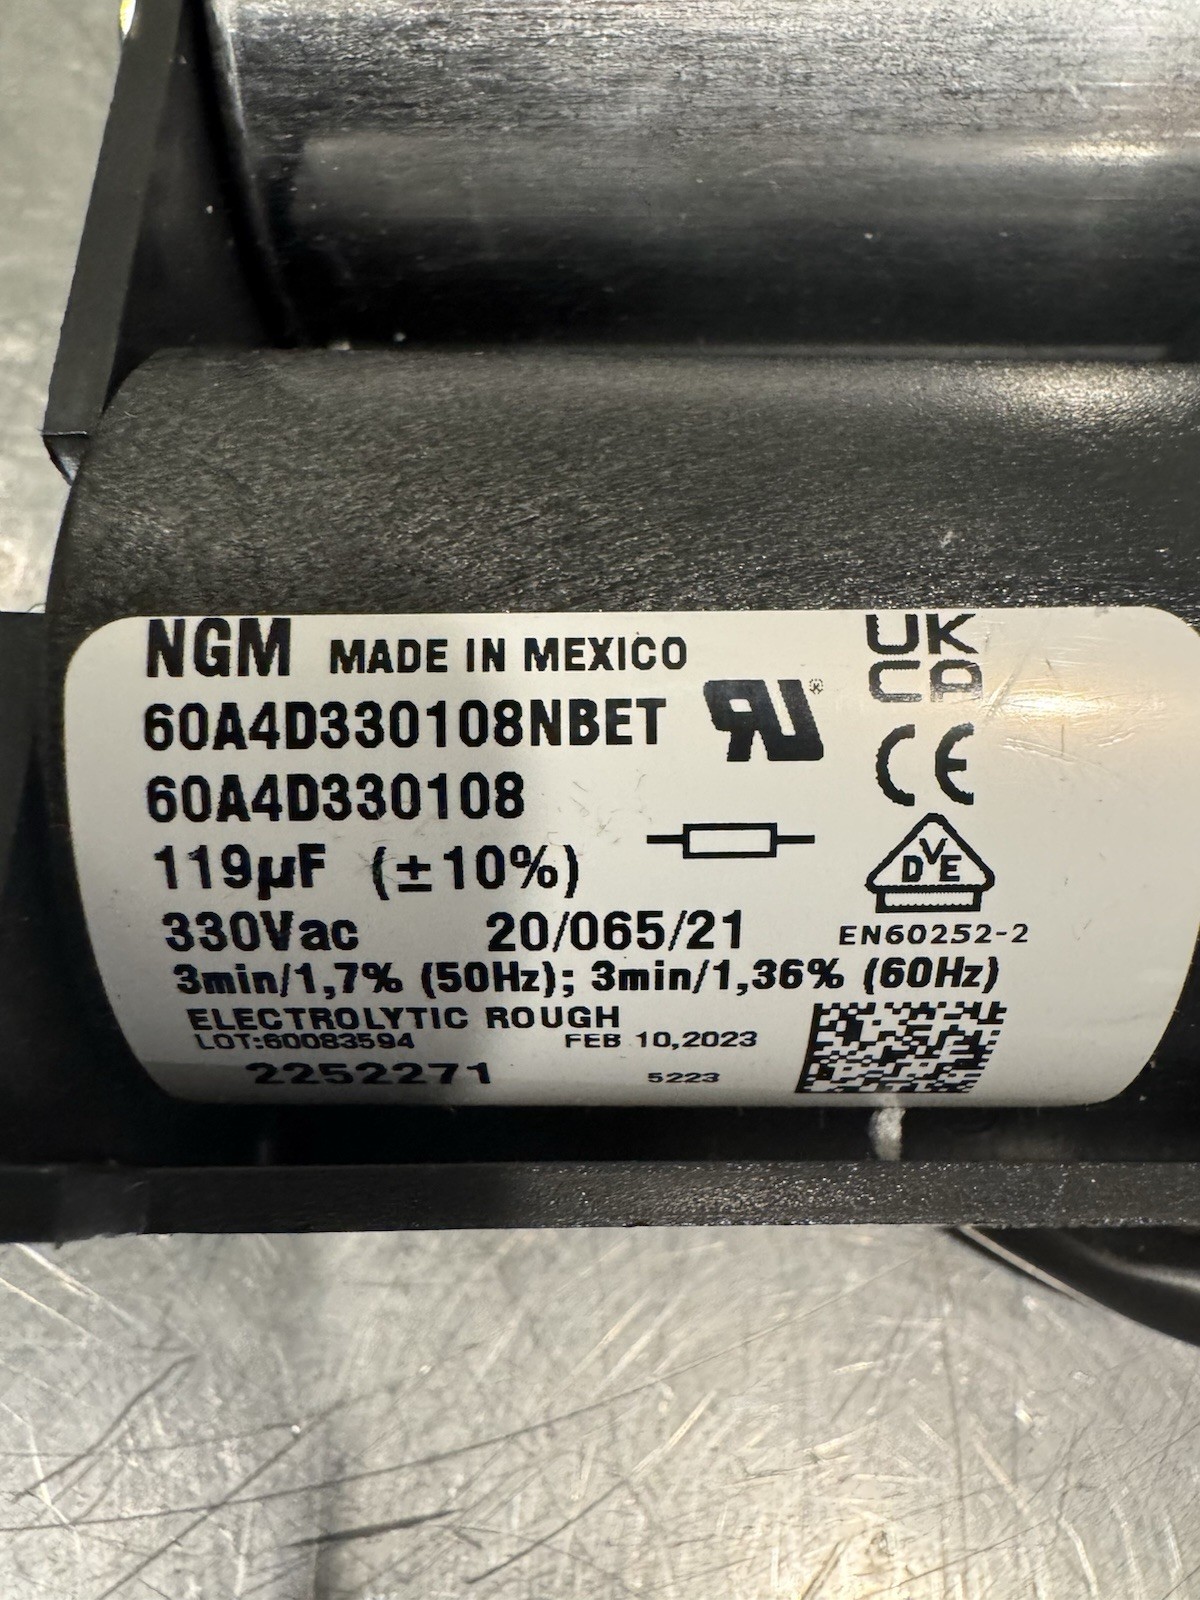 NGM MADE IN MEXICO
UK
CA
60A4D330108NBET
60A4D330108
CE
119µF (±10%)
DVE
330Vac 20/065/21
EN60252-2
3min/1,7% (50Hz); 3min/1,36% (60Hz)
ELECTROLYTIC ROUGH
LOT:60083594 FEB 10,2023
2252271 5223